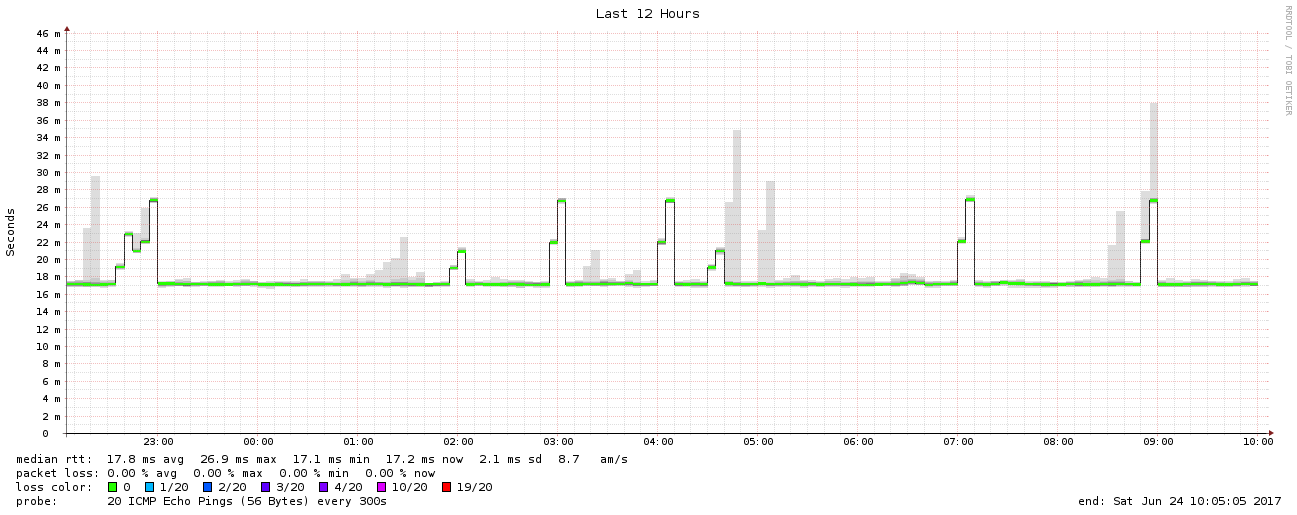 Last 12 Hours
RRDTOOL / TOBI OETIKER
Seconds
46 m
44 m
42 m
40 m
38 m
36 m
34 m
32 m
30 m
28 m
26 m
24 m
22 m
20 m
18 m
16 m
14 m
12 m
10 m
8 m
6 m
4 m
2 m
0
23:00 00:00 01:00 02:00 03:00 04:00 05:00 06:00 07:00 08:00 09:00 10:00
median rtt: 17.8 ms avg 26.9 ms max 17.1 ms min 17.2 ms now 2.1 ms sd 8.7 am/s
packet loss: 0.00 % avg 0.00 % max 0.00 % min 0.00 % now
loss color: 0 1/20 2/20 3/20 4/20 10/20 19/20
probe: 20 ICMP Echo Pings (56 Bytes) every 300s end: Sat Jun 24 10:05:05 2017